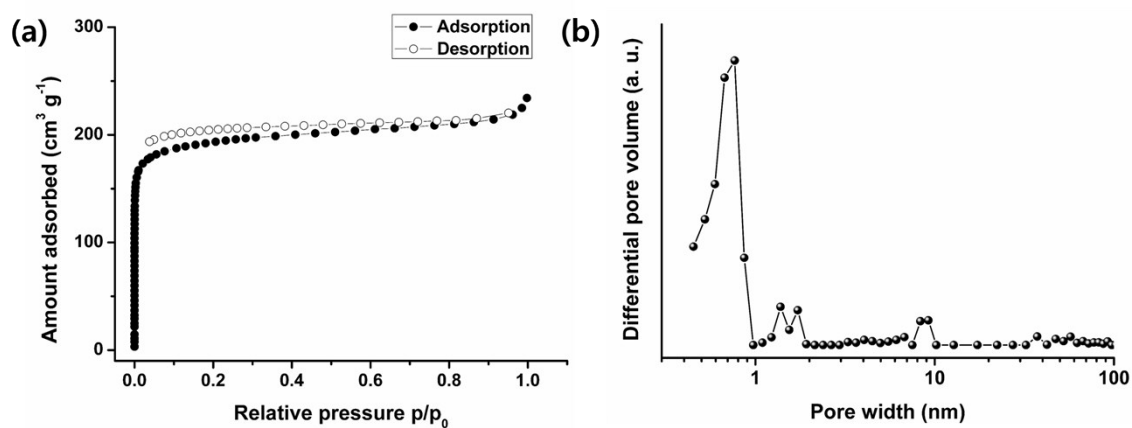 (a)
Adsorption
Desorption
300
200
100
0
Amount adsorbed (cm³ g⁻¹)
0.0 0.2 0.4 0.6 0.8 1.0
Relative pressure p/p₀
(b)
Differential pore volume (a. u.)
1 10 100
Pore width (nm)